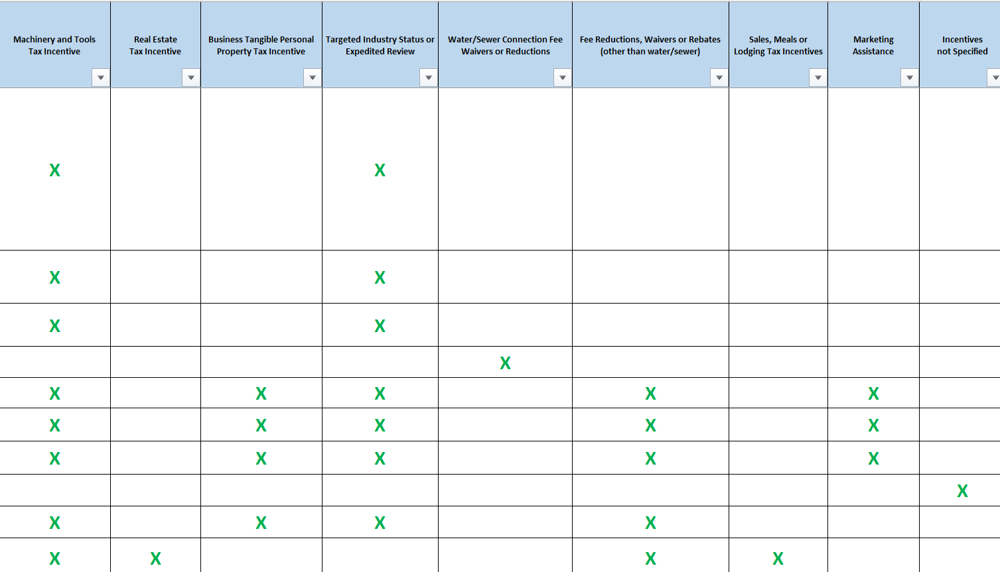 Machinery and Tools
Tax Incentive
Real Estate
Tax Incentive
Business Tangible Personal
Property Tax Incentive
Targeted Industry Status or
Expedited Review
Water/Sewer Connection Fee
Waivers or Reductions
Fee Reductions, Waivers or Rebates
(other than water/sewer)
Sales, Meals or
Lodging Tax Incentives
Marketing
Assistance
Incentives
not Specified
X X
X X
X X
X
X X X X X
X X X X X
X X X X X
X
X X X X
X X X X